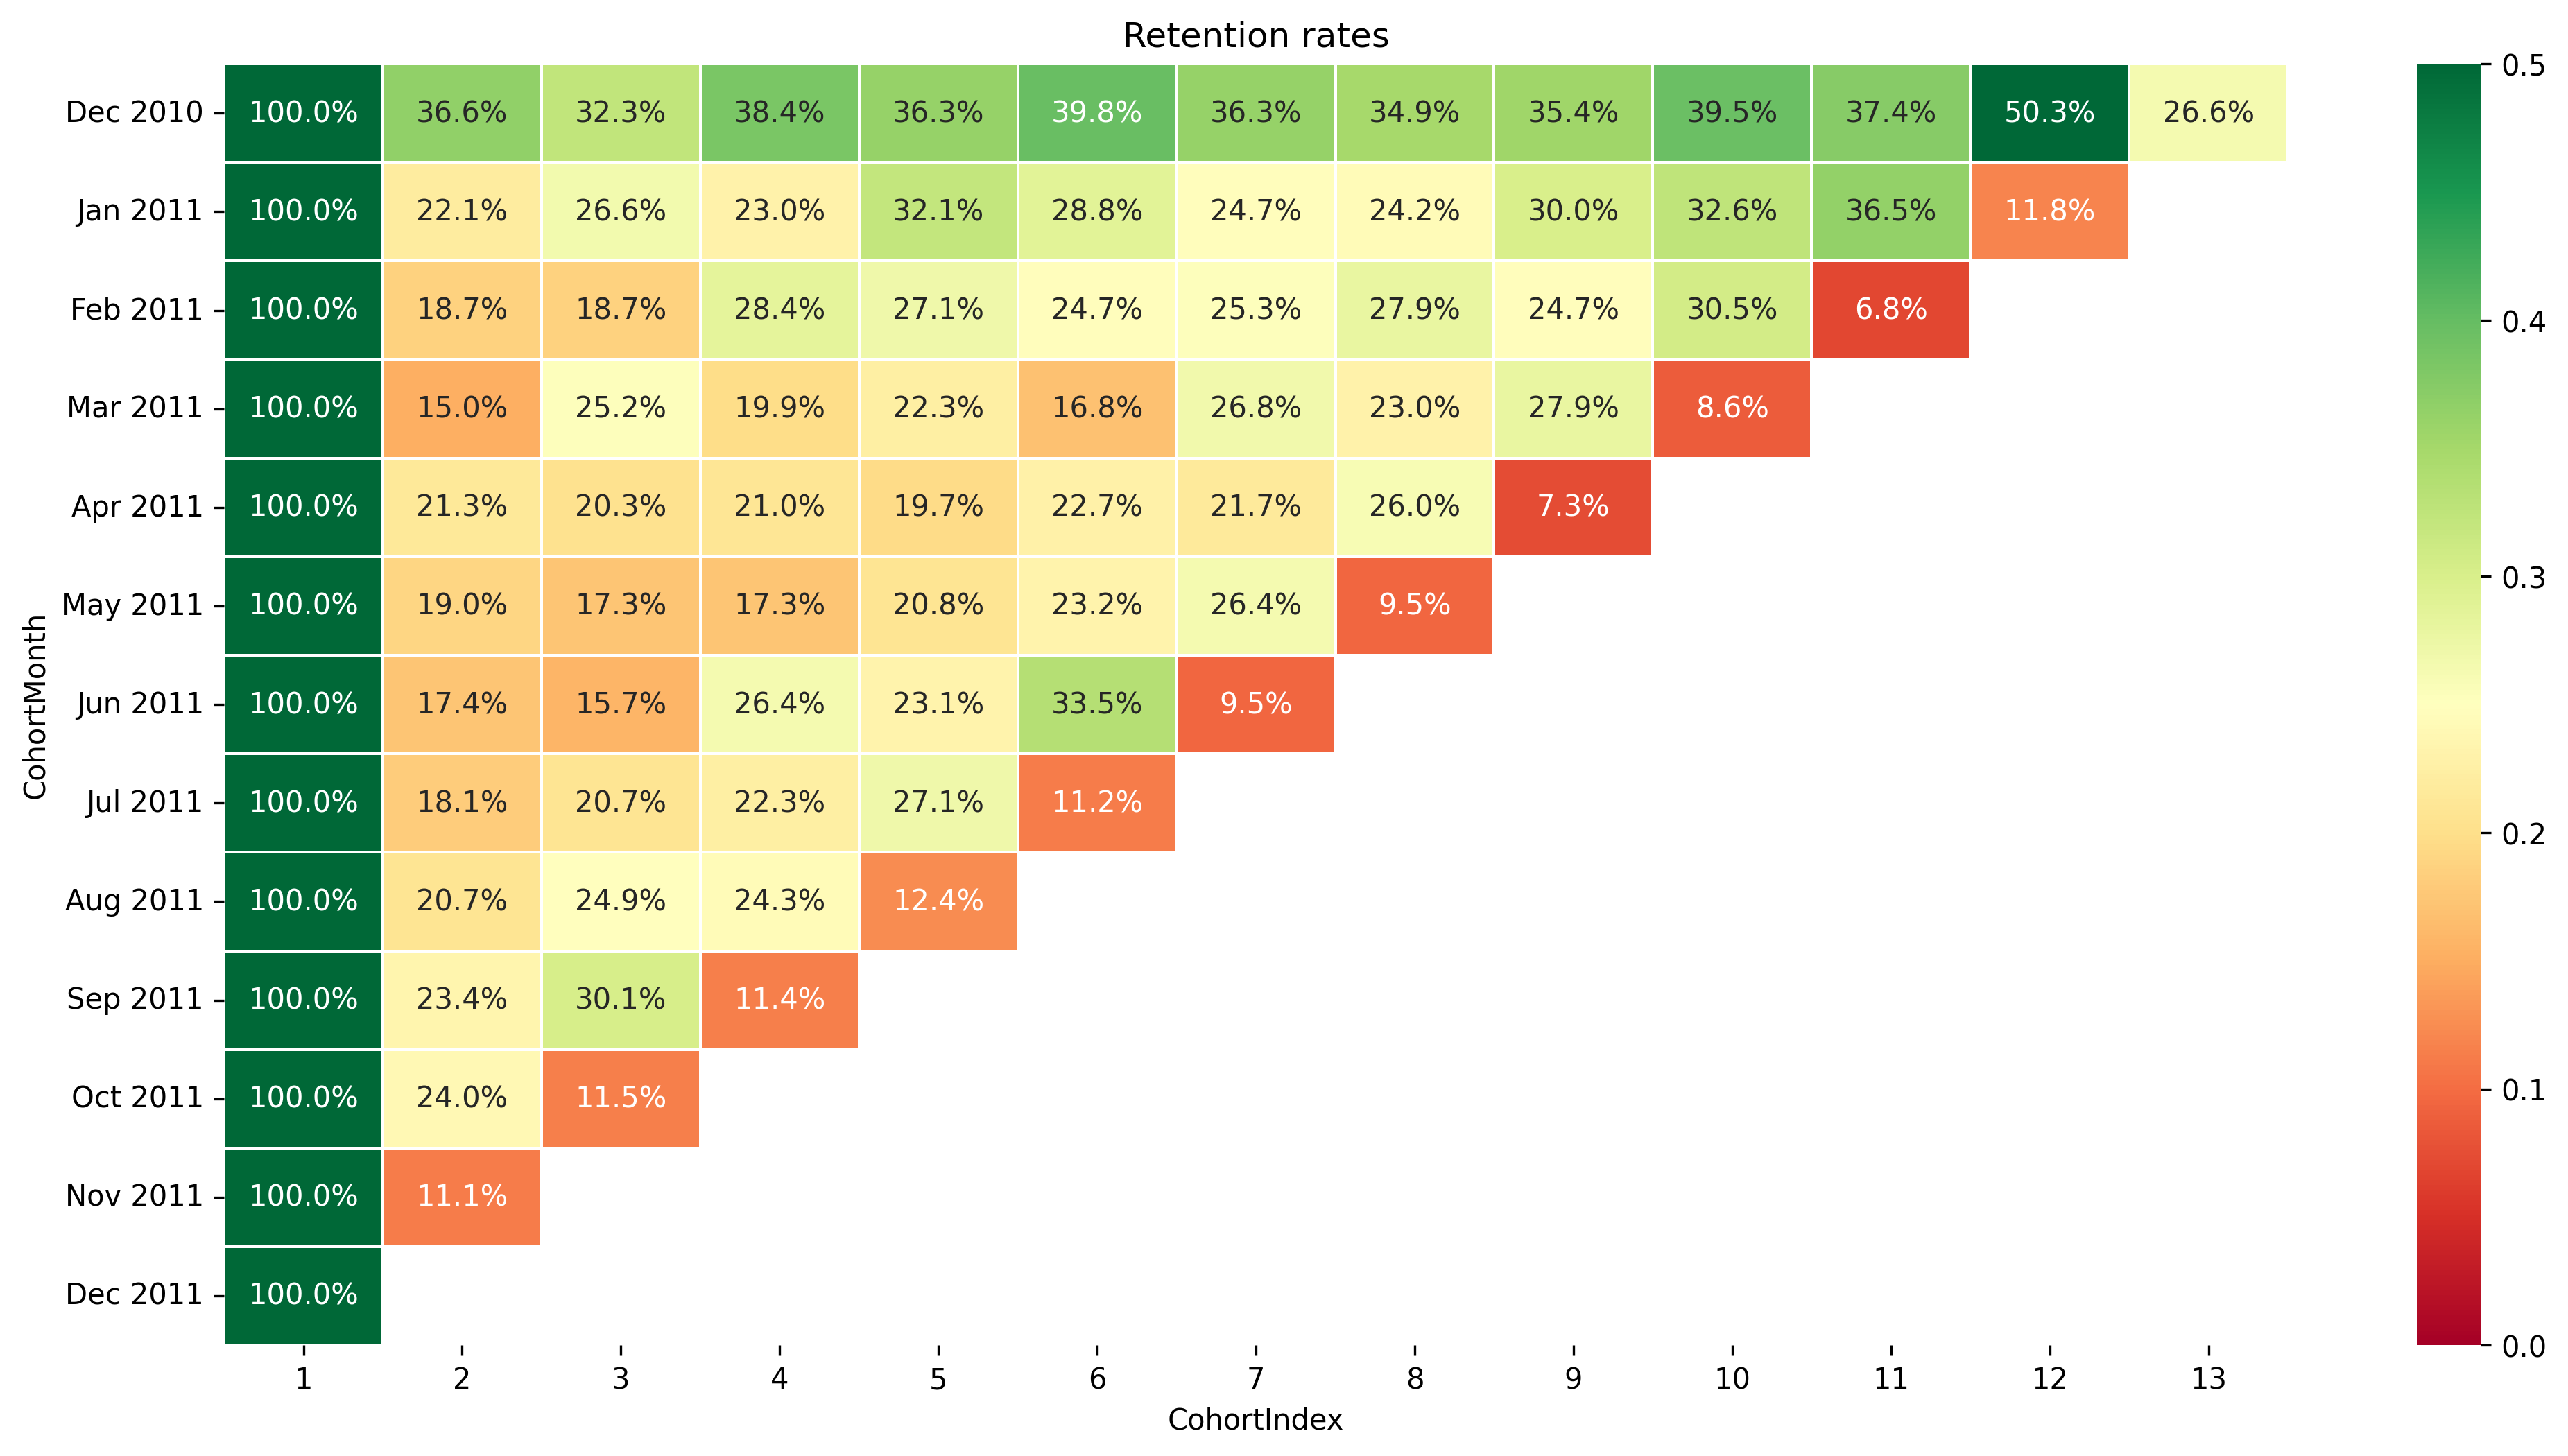 Retention rates
Dec 2010 100.0% 36.6% 32.3% 38.4% 36.3% 39.8% 36.3% 34.9% 35.4% 39.5% 37.4% 50.3% 26.6%
Jan 2011 100.0% 22.1% 26.6% 23.0% 32.1% 28.8% 24.7% 24.2% 30.0% 32.6% 36.5% 11.8%
Feb 2011 100.0% 18.7% 18.7% 28.4% 27.1% 24.7% 25.3% 27.9% 24.7% 30.5% 6.8%
Mar 2011 100.0% 15.0% 25.2% 19.9% 22.3% 16.8% 26.8% 23.0% 27.9% 8.6%
Apr 2011 100.0% 21.3% 20.3% 21.0% 19.7% 22.7% 21.7% 26.0% 7.3%
May 2011 100.0% 19.0% 17.3% 17.3% 20.8% 23.2% 26.4% 9.5%
Jun 2011 100.0% 17.4% 15.7% 26.4% 23.1% 33.5% 9.5%
Jul 2011 100.0% 18.1% 20.7% 22.3% 27.1% 11.2%
Aug 2011 100.0% 20.7% 24.9% 24.3% 12.4%
Sep 2011 100.0% 23.4% 30.1% 11.4%
Oct 2011 100.0% 24.0% 11.5%
Nov 2011 100.0% 11.1%
Dec 2011 100.0%
1 2 3 4 5 6 7 8 9 10 11 12 13
CohortIndex
CohortMonth
0.5
0.4
0.3
0.2
0.1
0.0